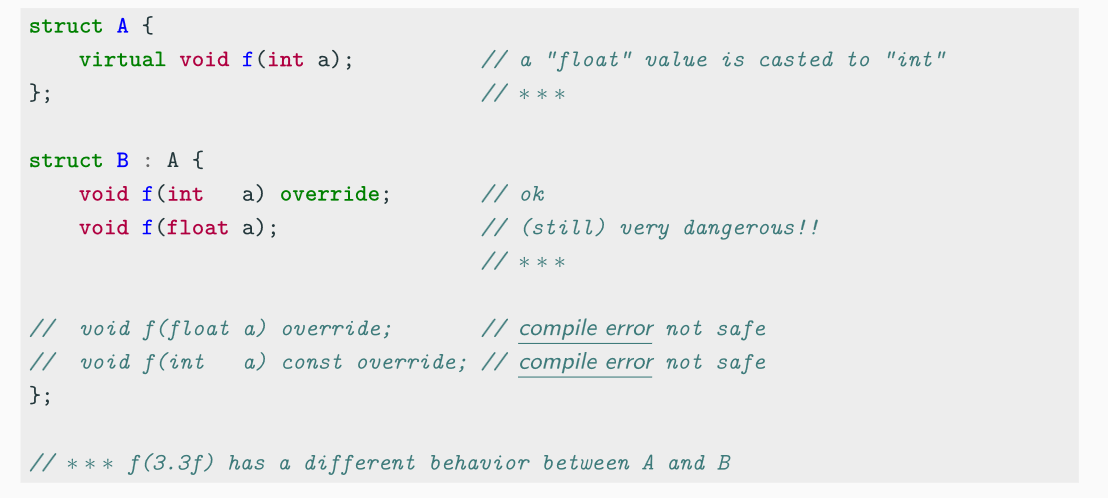 struct A {
    virtual void f(int a);          // a "float" value is casted to "int"
};                                  // ***
struct B : A {
    void f(int   a) override;       // ok
    void f(float a);                // (still) very dangerous!!
                                    // ***
//  void f(float a) override;       // compile error not safe
//  void f(int   a) const override; // compile error not safe
};
// *** f(3.3f) has a different behavior between A and B